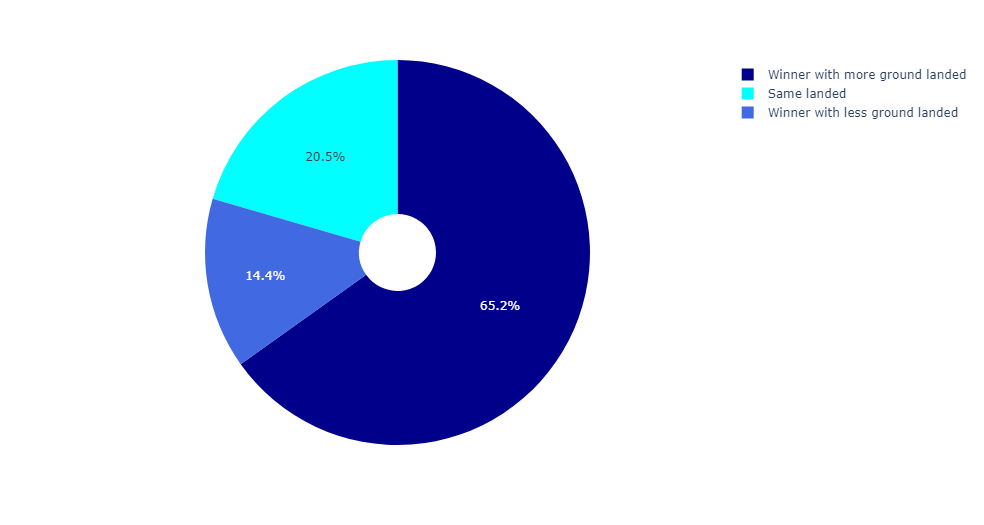 Winner with more ground landed
Same landed
Winner with less ground landed
20.5%
14.4%
65.2%